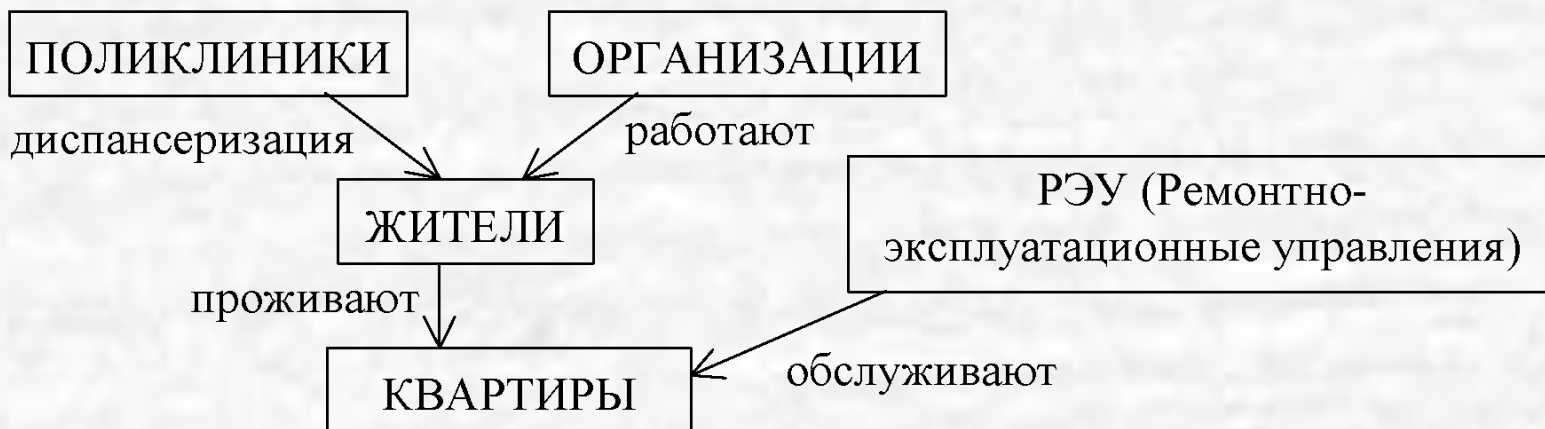 ПОЛИКЛИНИКИ
ОРГАНИЗАЦИИ
диспансеризация
работают
ЖИТЕЛИ
РЭУ (Ремонтно-
эксплуатационные управления)
проживают
КВАРТИРЫ
обслуживают